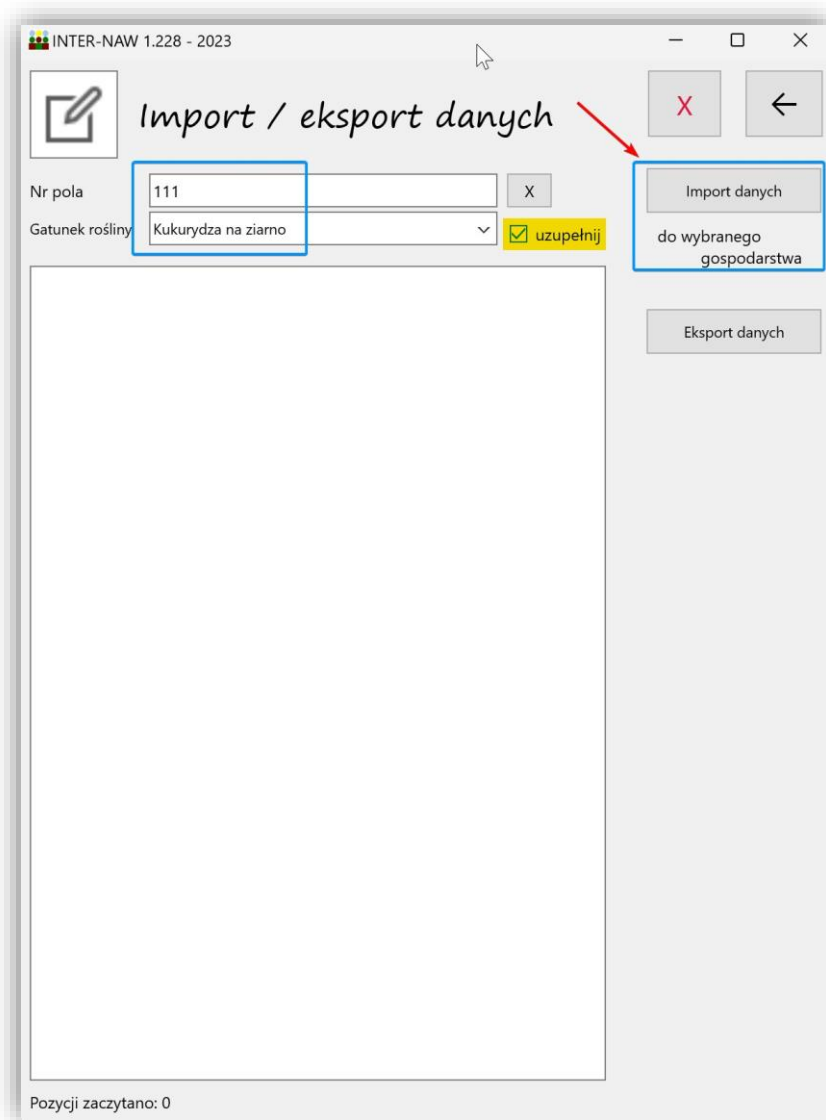 INTER-NAW 1.228 - 2023
Import / eksport danych
X
Nr pola
111
X
Import danych
Gatunek rośliny
Kukurydza na ziarno
uzupełnij
do wybranego
gospodarstwa
Eksport danych
Pozycji zaczytano: 0